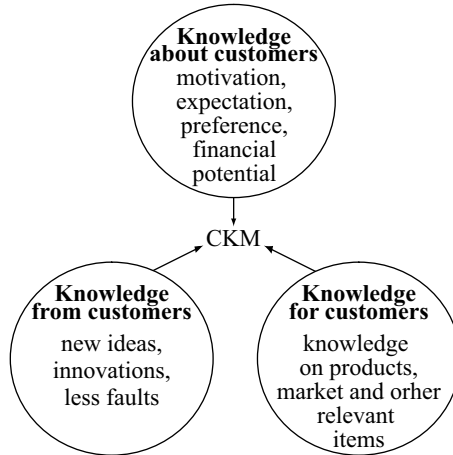 Knowledge
about customers
motivation,
expectation,
preference,
financial
potential
CKM
Knowledge
from customers
new ideas,
innovations,
less faults
Knowledge
for customers
knowledge
on products,
market and orher
relevant
items